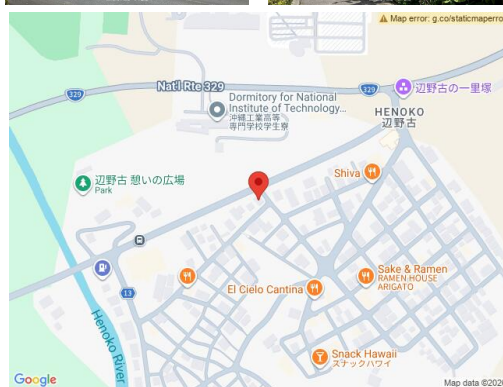 Map error: g.co/staticmaperro
Nat'l Rte 329
329
329
辺野古の一里塚
Dormitory for National
Institute of Technology...
沖縄工業高等
専門学校学生寮
HENOKO
辺野古
辺野古 憩いの広場
Park
Shiva
13
El Cielo Cantina
Sake & Ramen
RAMEN HOUSE
ARIGATO
Henoko River
Snack Hawaii
スナックハワイ
Google
Map data ©202